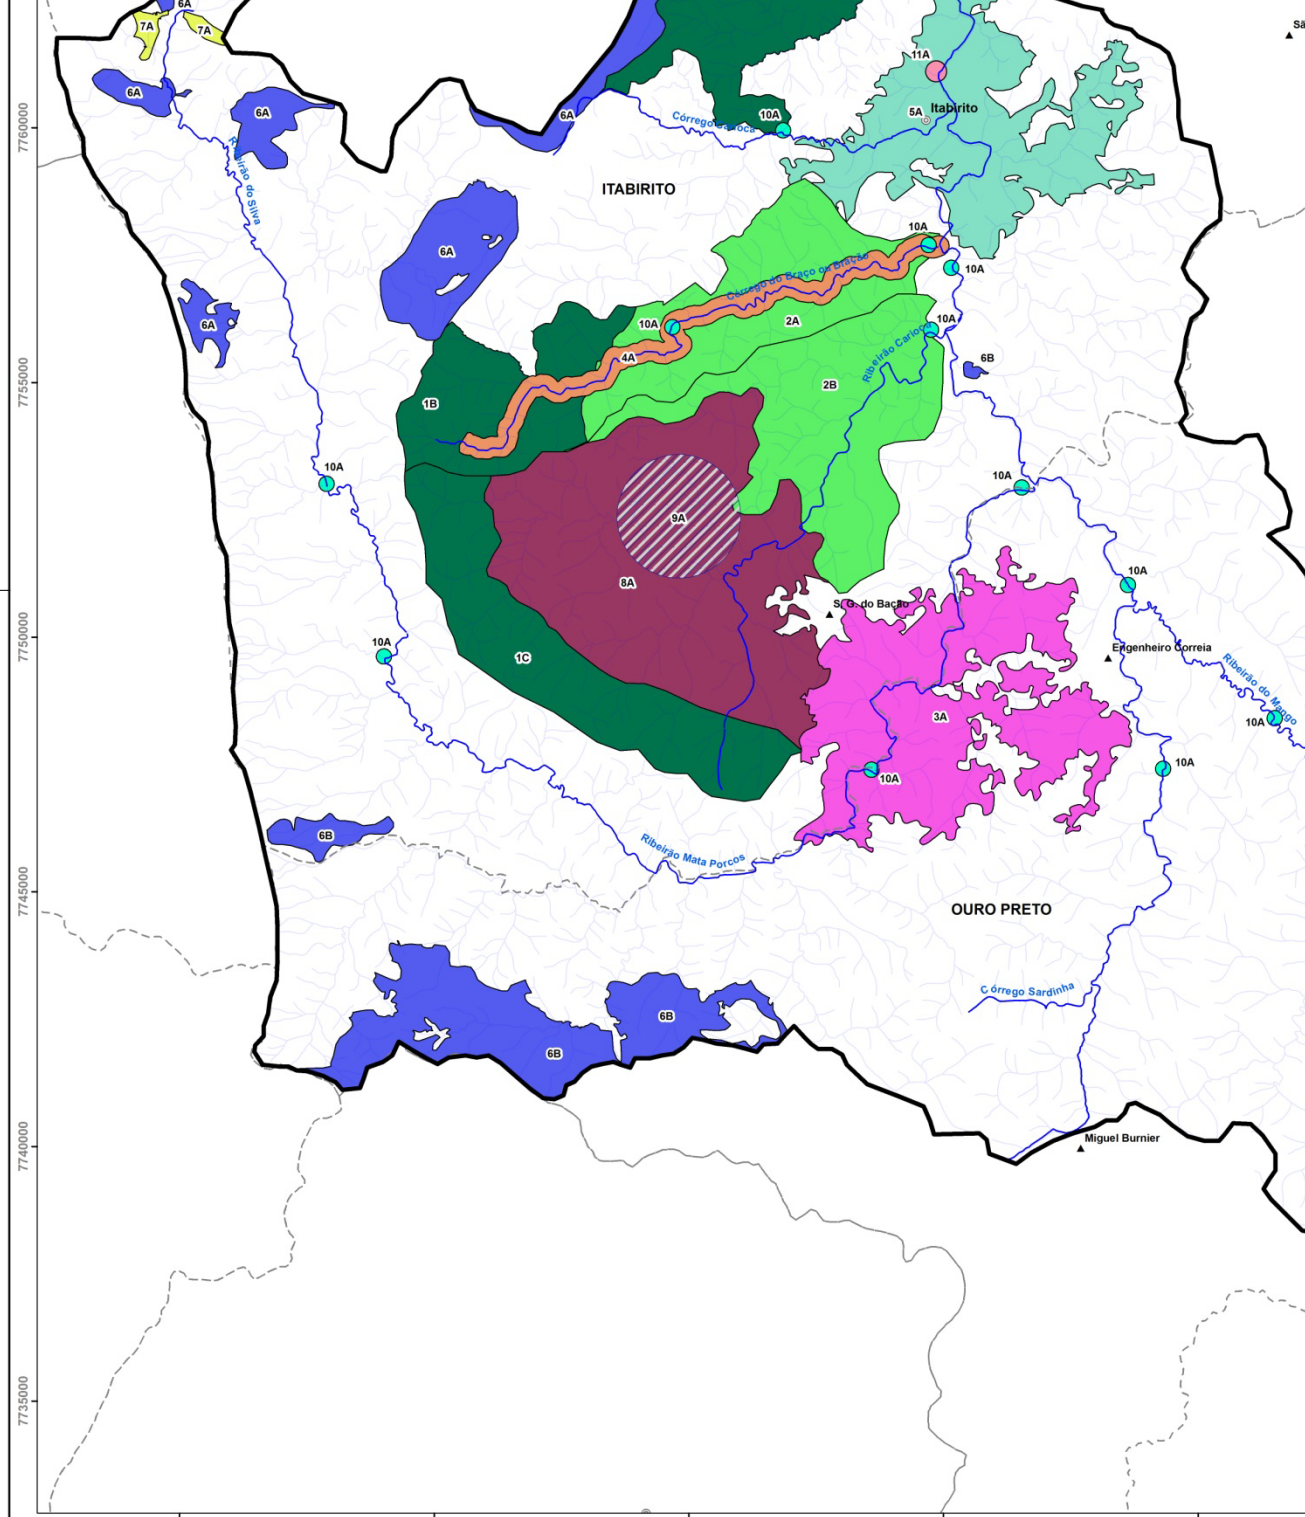 6A
7A
7A
Sã
11A
6A
6A
6A
10A
5A
Itabirito
7760000
Córrego Carioca
Ribeirão do Silva
ITABIRITO
10A
6A
10A
Córrego do Braço ou Bração
6A
10A
2A
10A
4A
Ribeirão Carioca
6B
7755000
2B
1B
10A
10A
9A
10A
8A
S. G. do Bação
7750000
10A
1C
Engenheiro Correia
Ribeirão do Mango
3A
10A
10A
10A
6B
Ribeirão Mata Porcos
7745000
OURO PRETO
Córrego Sardinha
6B
6B
7740000
Miguel Burnier
7735000